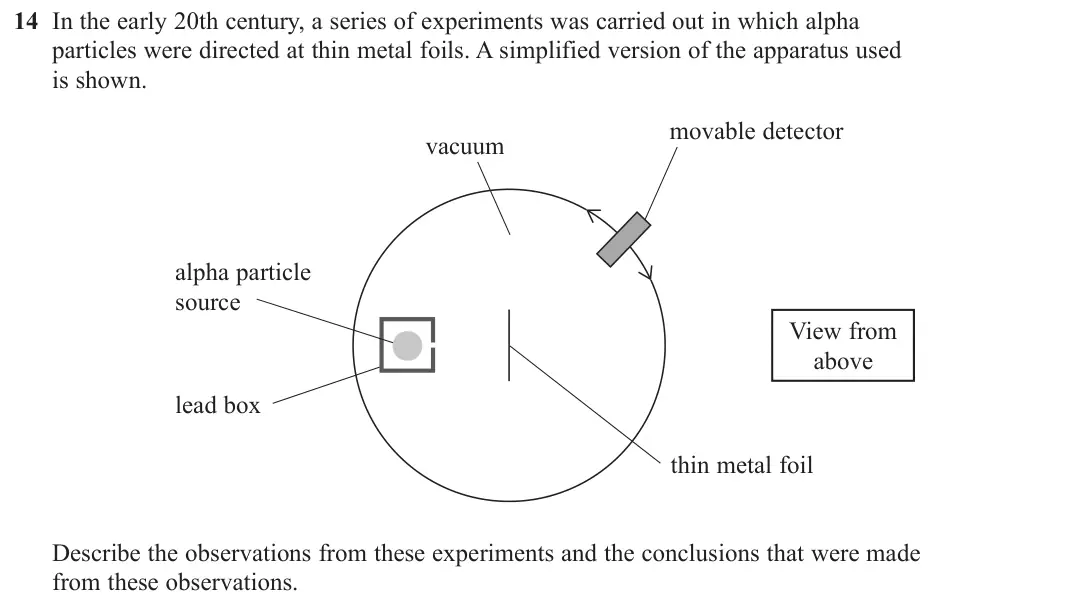 14 In the early 20th century, a series of experiments was carried out in which alpha
particles were directed at thin metal foils. A simplified version of the apparatus used
is shown.
movable detector
vacuum
alpha particle
source
View from
above
lead box
thin metal foil
Describe the observations from these experiments and the conclusions that were made
from these observations.